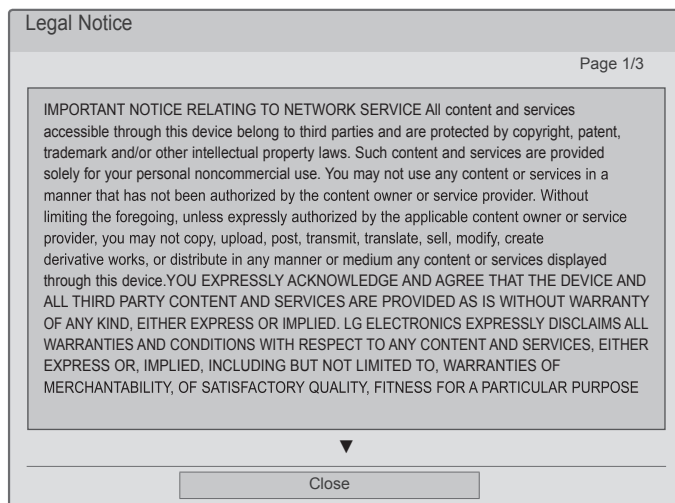 Legal Notice
Page 1/3
IMPORTANT NOTICE RELATING TO NETWORK SERVICE All content and services
accessible through this device belong to third parties and are protected by copyright, patent,
trademark and/or other intellectual property laws. Such content and services are provided
solely for your personal noncommercial use. You may not use any content or services in a
manner that has not been authorized by the content owner or service provider. Without
limiting the foregoing, unless expressly authorized by the applicable content owner or service
provider, you may not copy, upload, post, transmit, translate, sell, modify, create
derivative works, or distribute in any manner or medium any content or services displayed
through this device.YOU EXPRESSLY ACKNOWLEDGE AND AGREE THAT THE DEVICE AND
ALL THIRD PARTY CONTENT AND SERVICES ARE PROVIDED AS IS WITHOUT WARRANTY
OF ANY KIND, EITHER EXPRESS OR IMPLIED. LG ELECTRONICS EXPRESSLY DISCLAIMS ALL
WARRANTIES AND CONDITIONS WITH RESPECT TO ANY CONTENT AND SERVICES, EITHER
EXPRESS OR, IMPLIED, INCLUDING BUT NOT LIMITED TO, WARRANTIES OF
MERCHANTABILITY, OF SATISFACTORY QUALITY, FITNESS FOR A PARTICULAR PURPOSE
▼
Close